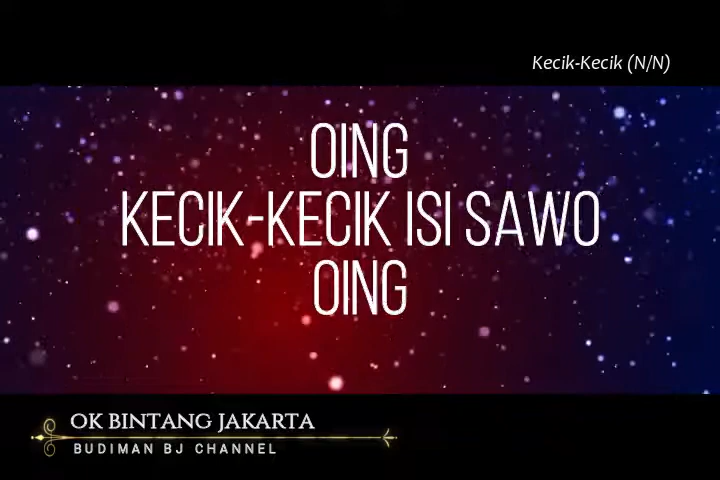 Kecik-Kecik (N/N)
OING
KECIK-KECIK ISI SAWO
OING
OK BINTANG JAKARTA
BUDIMAN BJ CHANNEL